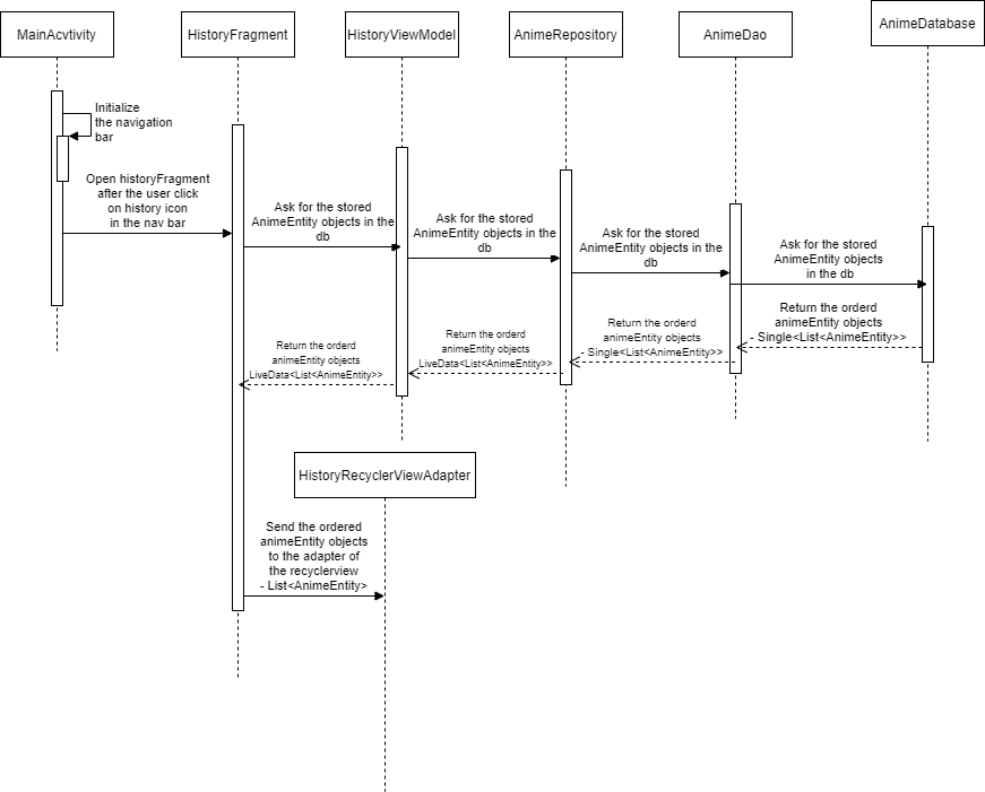 MainAcvtivity
HistoryFragment
HistoryViewModel
AnimeRepository
AnimeDao
AnimeDatabase
Initialize
the navigation
bar
Open historyFragment
after the user click
on history icon
in the nav bar
Ask for the stored
AnimeEntity objects in the
db
Ask for the stored
AnimeEntity objects in the
db
Ask for the stored
AnimeEntity objects in the
db
Ask for the stored
AnimeEntity objects
in the db
Return the orderd
animeEntity objects
- Single<List<AnimeEntity>>
Return the orderd
animeEntity objects
- Single<List<AnimeEntity>>
Return the orderd
animeEntity objects
LiveData<List<AnimeEntity>>
Return the orderd
animeEntity objects
LiveData<List<AnimeEntity>>
HistoryRecyclerViewAdapter
Send the ordered
animeEntity objects
to the adapter of
the recyclerview
- List<AnimeEntity>